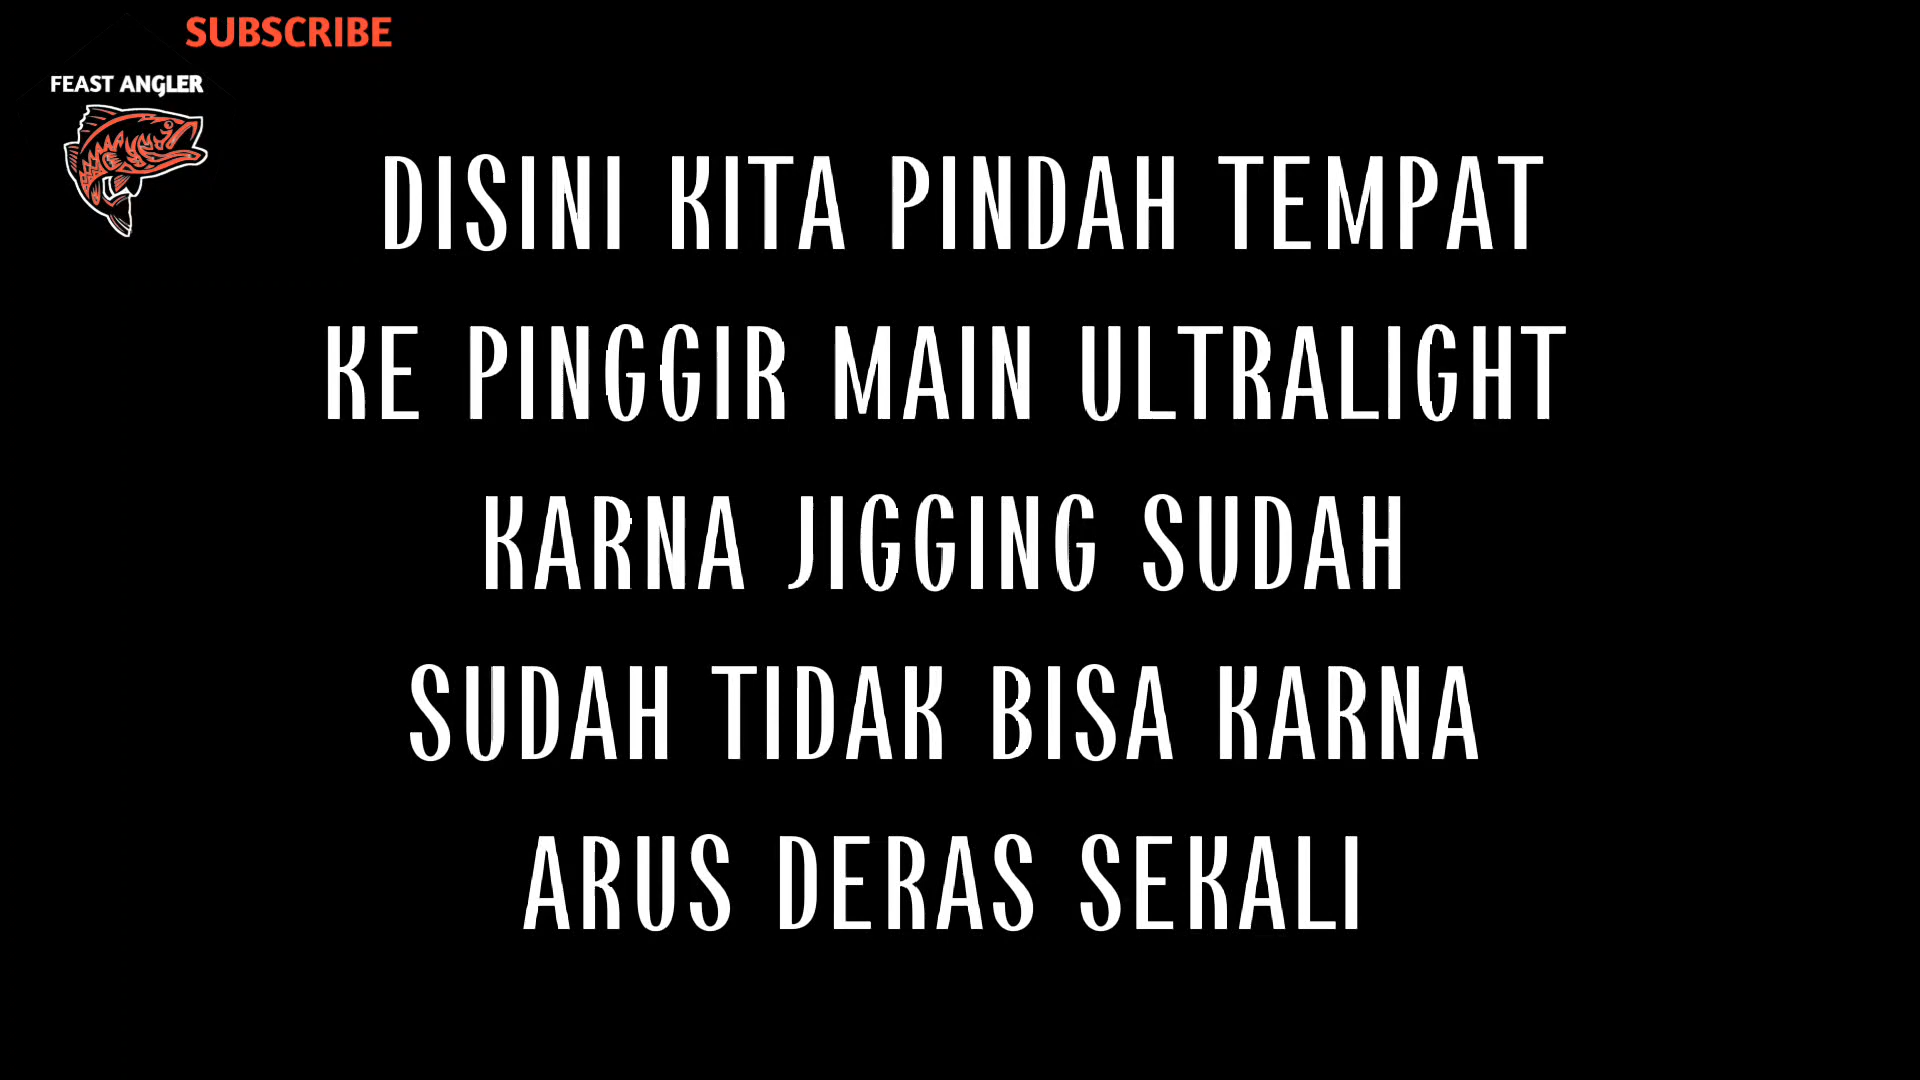 SUBSCRIBE
FEAST ANGLER
DISINI KITA PINDAH TEMPAT
KE PINGGIR MAIN ULTRALIGHT
KARNA JIGGING SUDAH
SUDAH TIDAK BISA KARNA
ARUS DERAS SEKALI